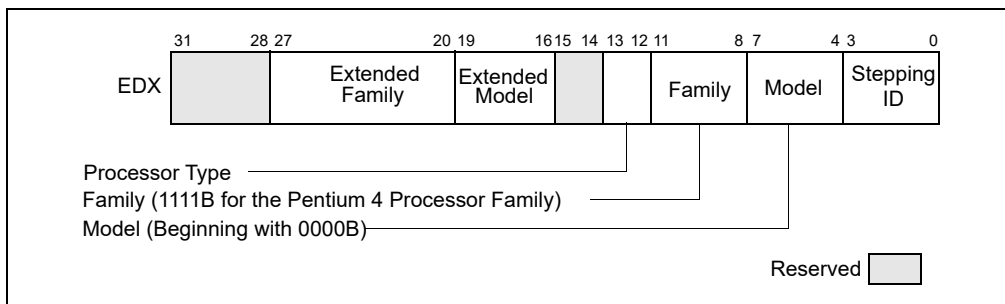 31 28 27 20 19 16 15 14 13 12 11 8 7 4 3 0
EDX Extended Family Extended Model Family Model Stepping ID
Processor Type
Family (1111B for the Pentium 4 Processor Family)
Model (Beginning with 0000B)
Reserved